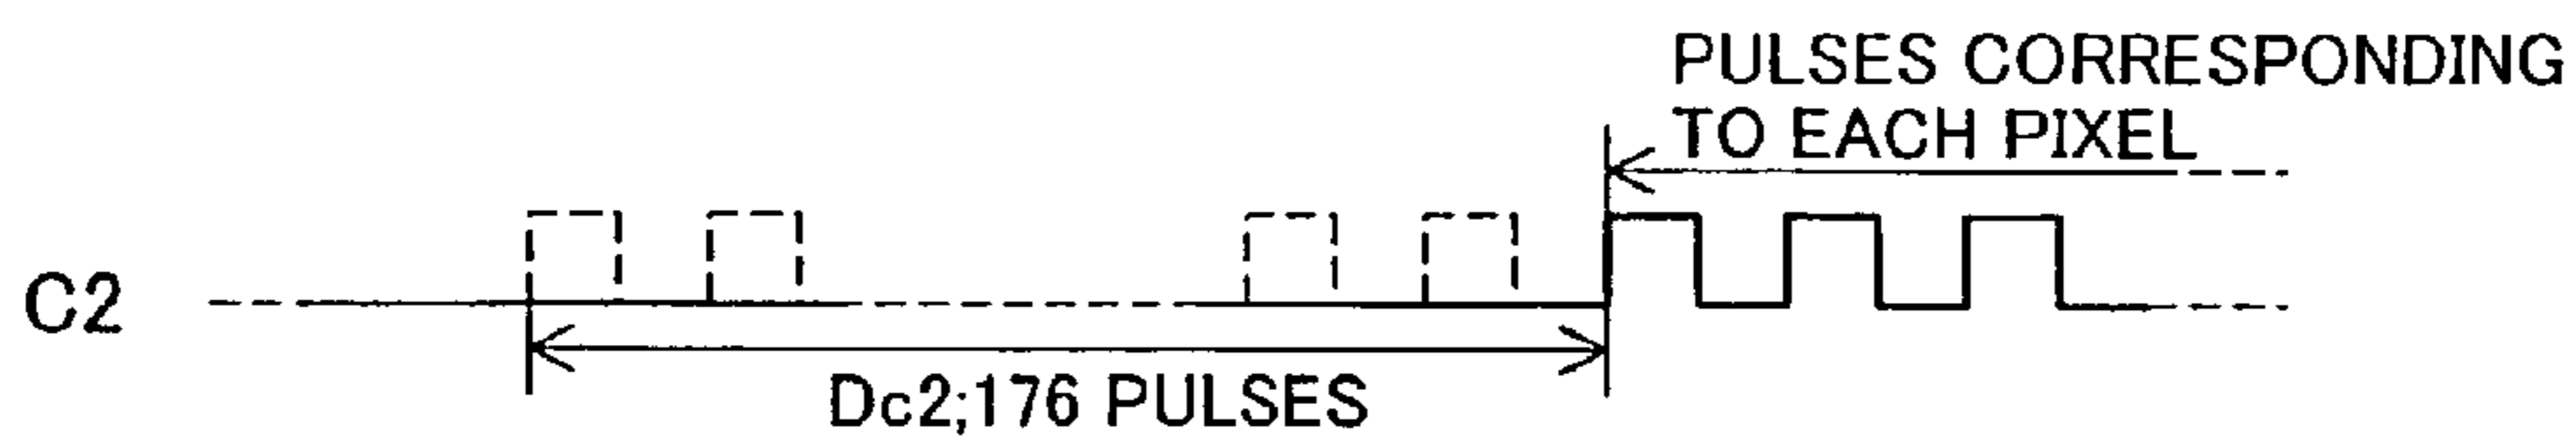 PULSES CORRESPONDING
TO EACH PIXEL
C2
Dc2;176 PULSES